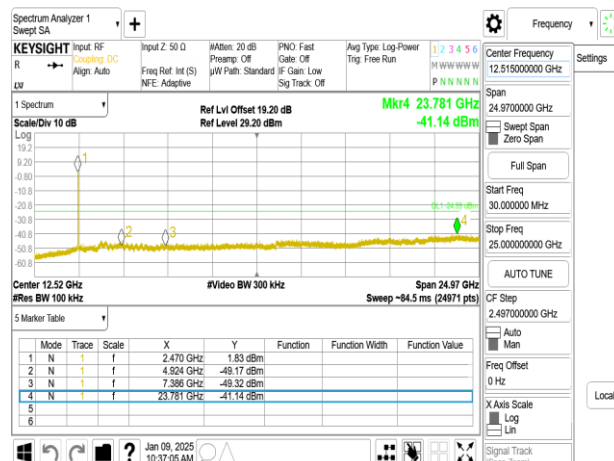 Spectrum Analyzer 1
Swept SA
Frequency
KEYSIGHT
R
LXI
Input: RF
Coupling: DC
Align: Auto
Input Z: 50 Ω
Freq Ref: Int (S)
NFE: Adaptive
#Atten: 20 dB
Preamp: Off
µW Path: Standard
PNO: Fast
Gate: Off
IF Gain: Low
Sig Track: Off
Avg Type: Log-Power
Trig: Free Run
1 2 3 4 5 6
M W W W W W
P N N N N N
1 Spectrum
Scale/Div 10 dB
Ref Lvl Offset 19.20 dB
Ref Level 29.20 dBm
Mkr4 23.781 GHz
-41.14 dBm
Log
19.2
9.20
-0.80
-10.8
-20.8
-30.8
-40.8
-50.8
-60.8
1
2
3
4
Center 12.52 GHz
#Res BW 100 kHz
#Video BW 300 kHz
Span 24.97 GHz
Sweep ~84.5 ms (24971 pts)
5 Marker Table
Mode Trace Scale X Y Function Function Width Function Value
1 N 1 f 2.470 GHz 1.83 dBm
2 N 1 f 4.924 GHz -49.17 dBm
3 N 1 f 7.386 GHz -49.32 dBm
4 N 1 f 23.781 GHz -41.14 dBm
5
6
?
Jan 09, 2025
10:37:05 AM
Center Frequency
12.515000000 GHz
Span
24.9700000 GHz
Swept Span
Zero Span
Full Span
Start Freq
30.000000 MHz
Stop Freq
25.000000000 GHz
AUTO TUNE
CF Step
2.497000000 GHz
Auto
Man
Freq Offset
0 Hz
X Axis Scale
Log
Lin
Signal Track
Settings
Local